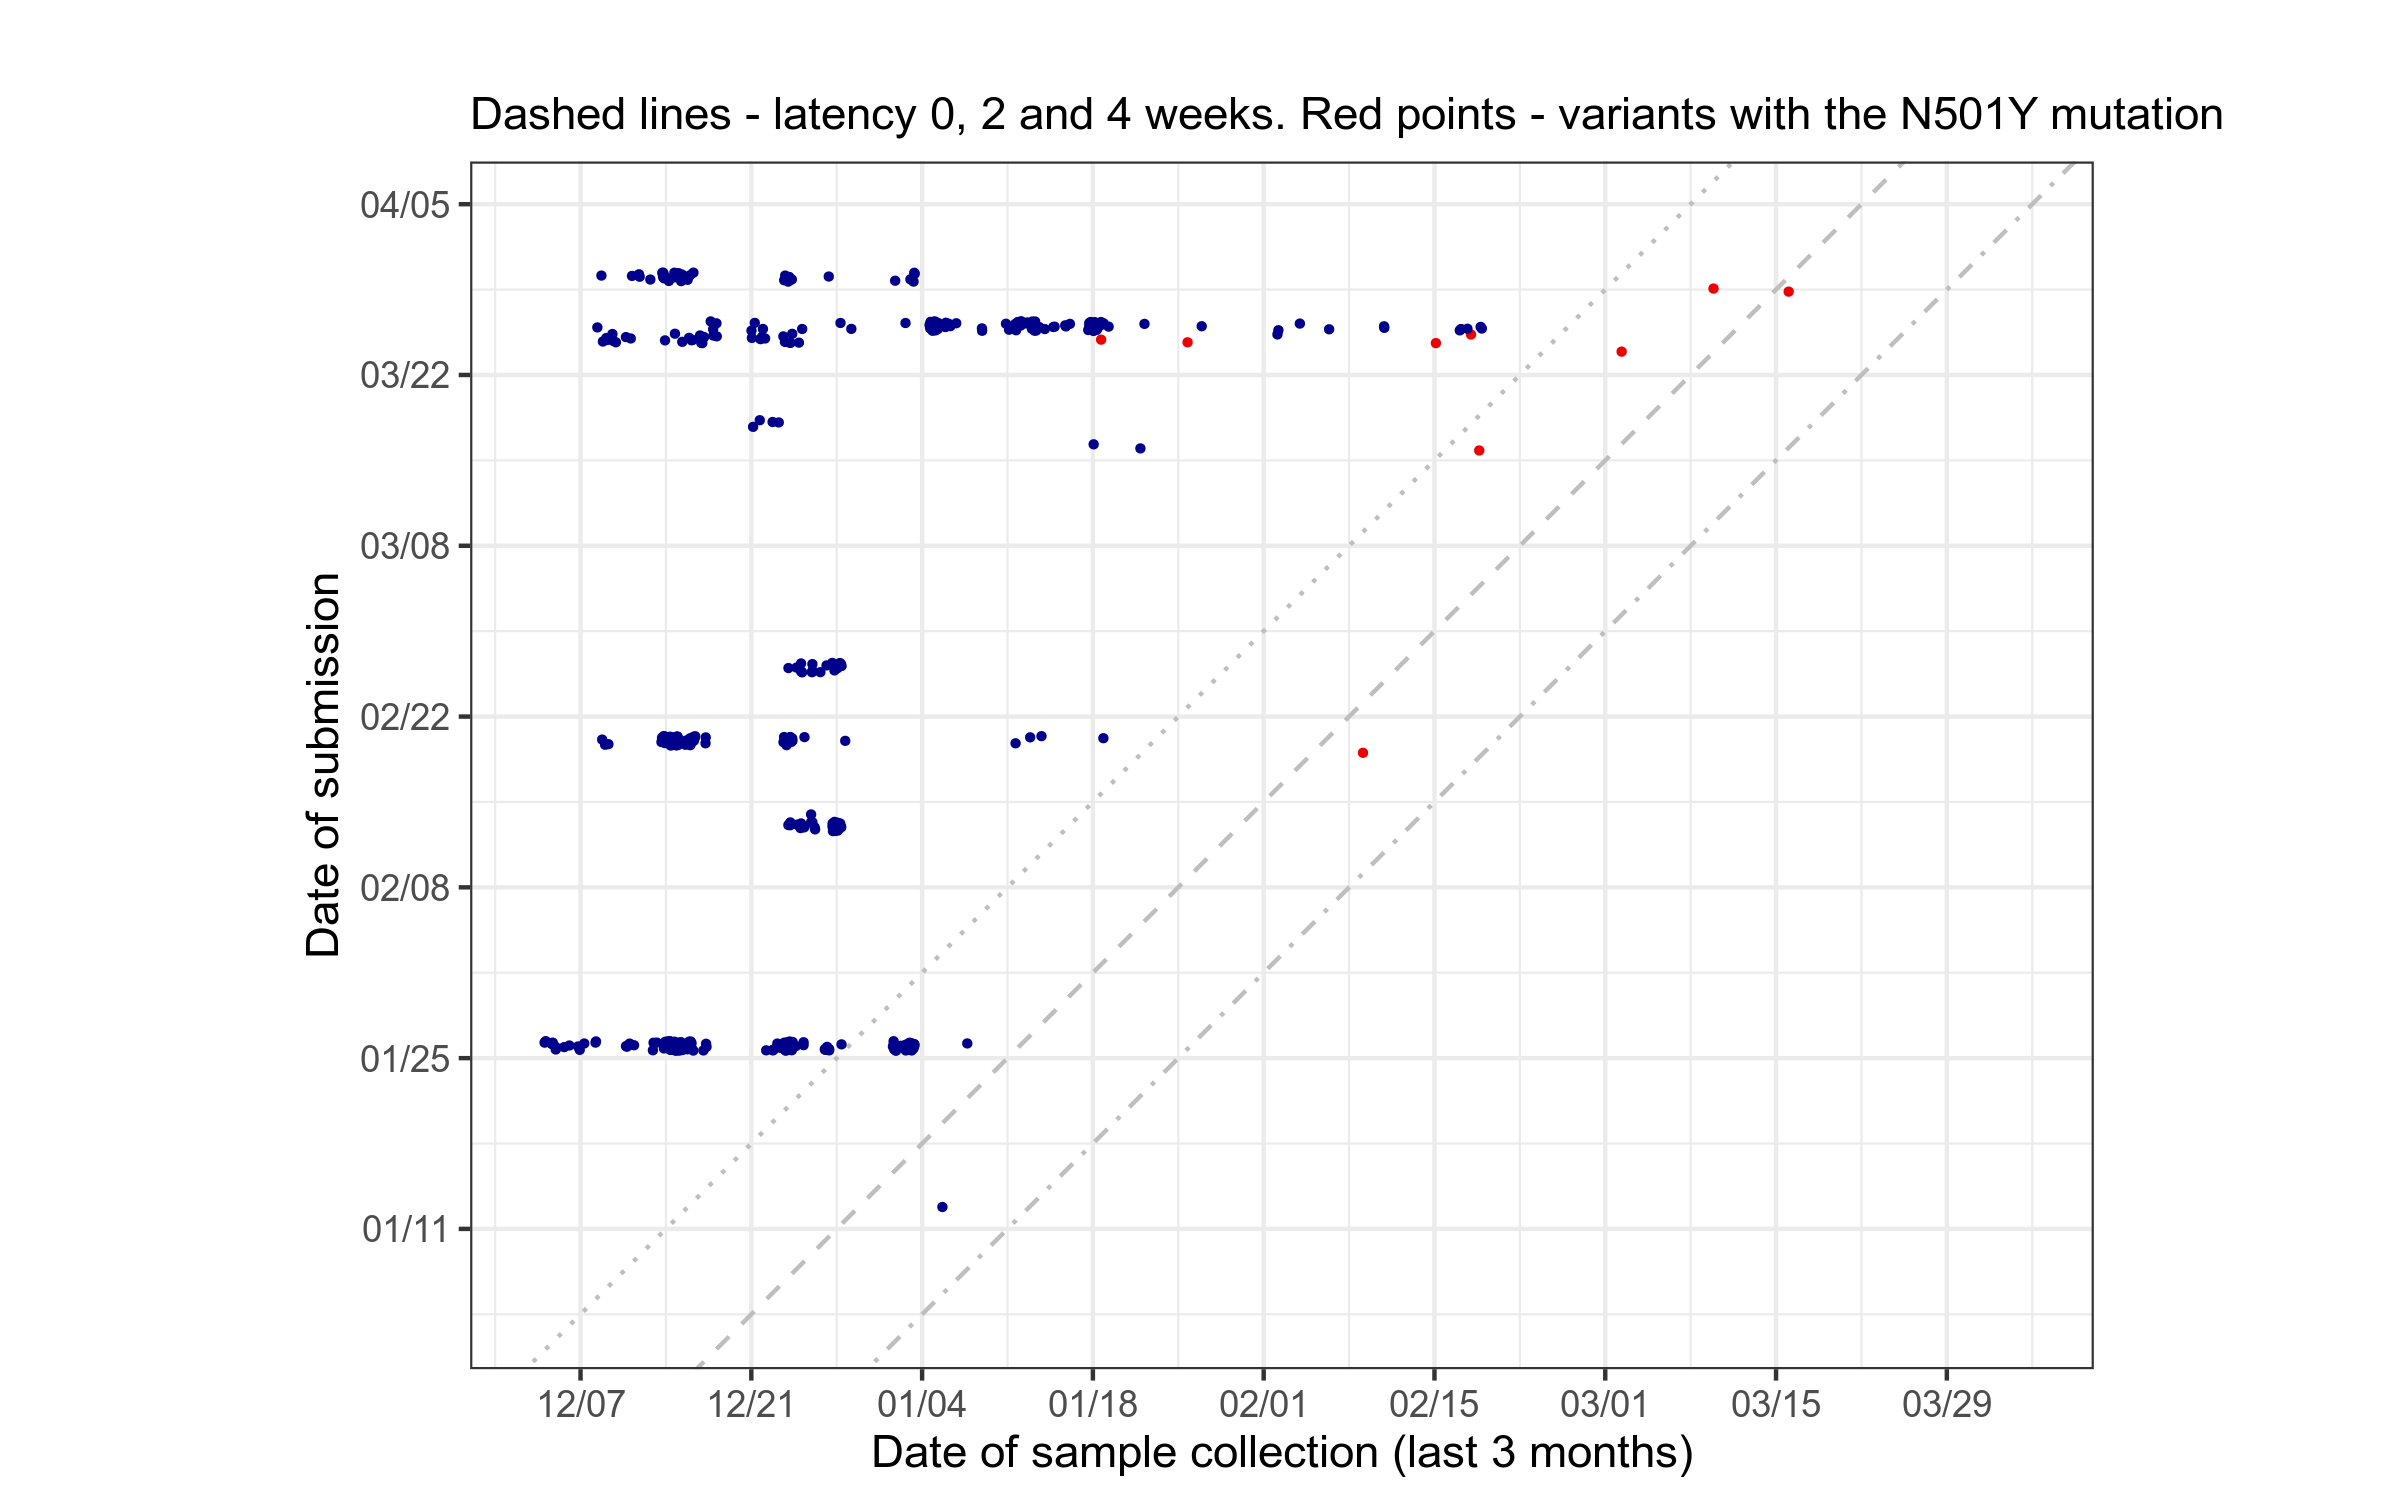 Dashed lines - latency 0, 2 and 4 weeks. Red points - variants with the N501Y mutation
Date of submission
04/05
03/22
03/08
02/22
02/08
01/25
01/11
12/07 12/21 01/04 01/18 02/01 02/15 03/01 03/15 03/29
Date of sample collection (last 3 months)